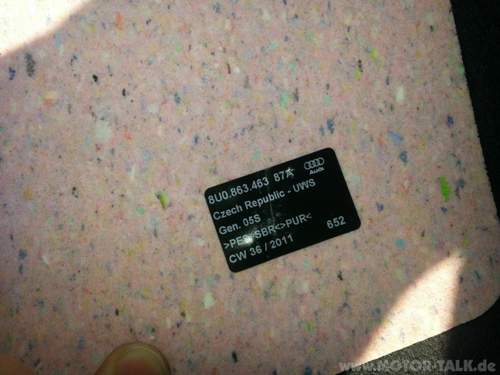 8U0.863.463 87A
Audi
Czech Republic - UWS
Gen. 05S
>PE SBR<>PUR<
652
CW 36 / 2011
www.MOTOR-TALK.de